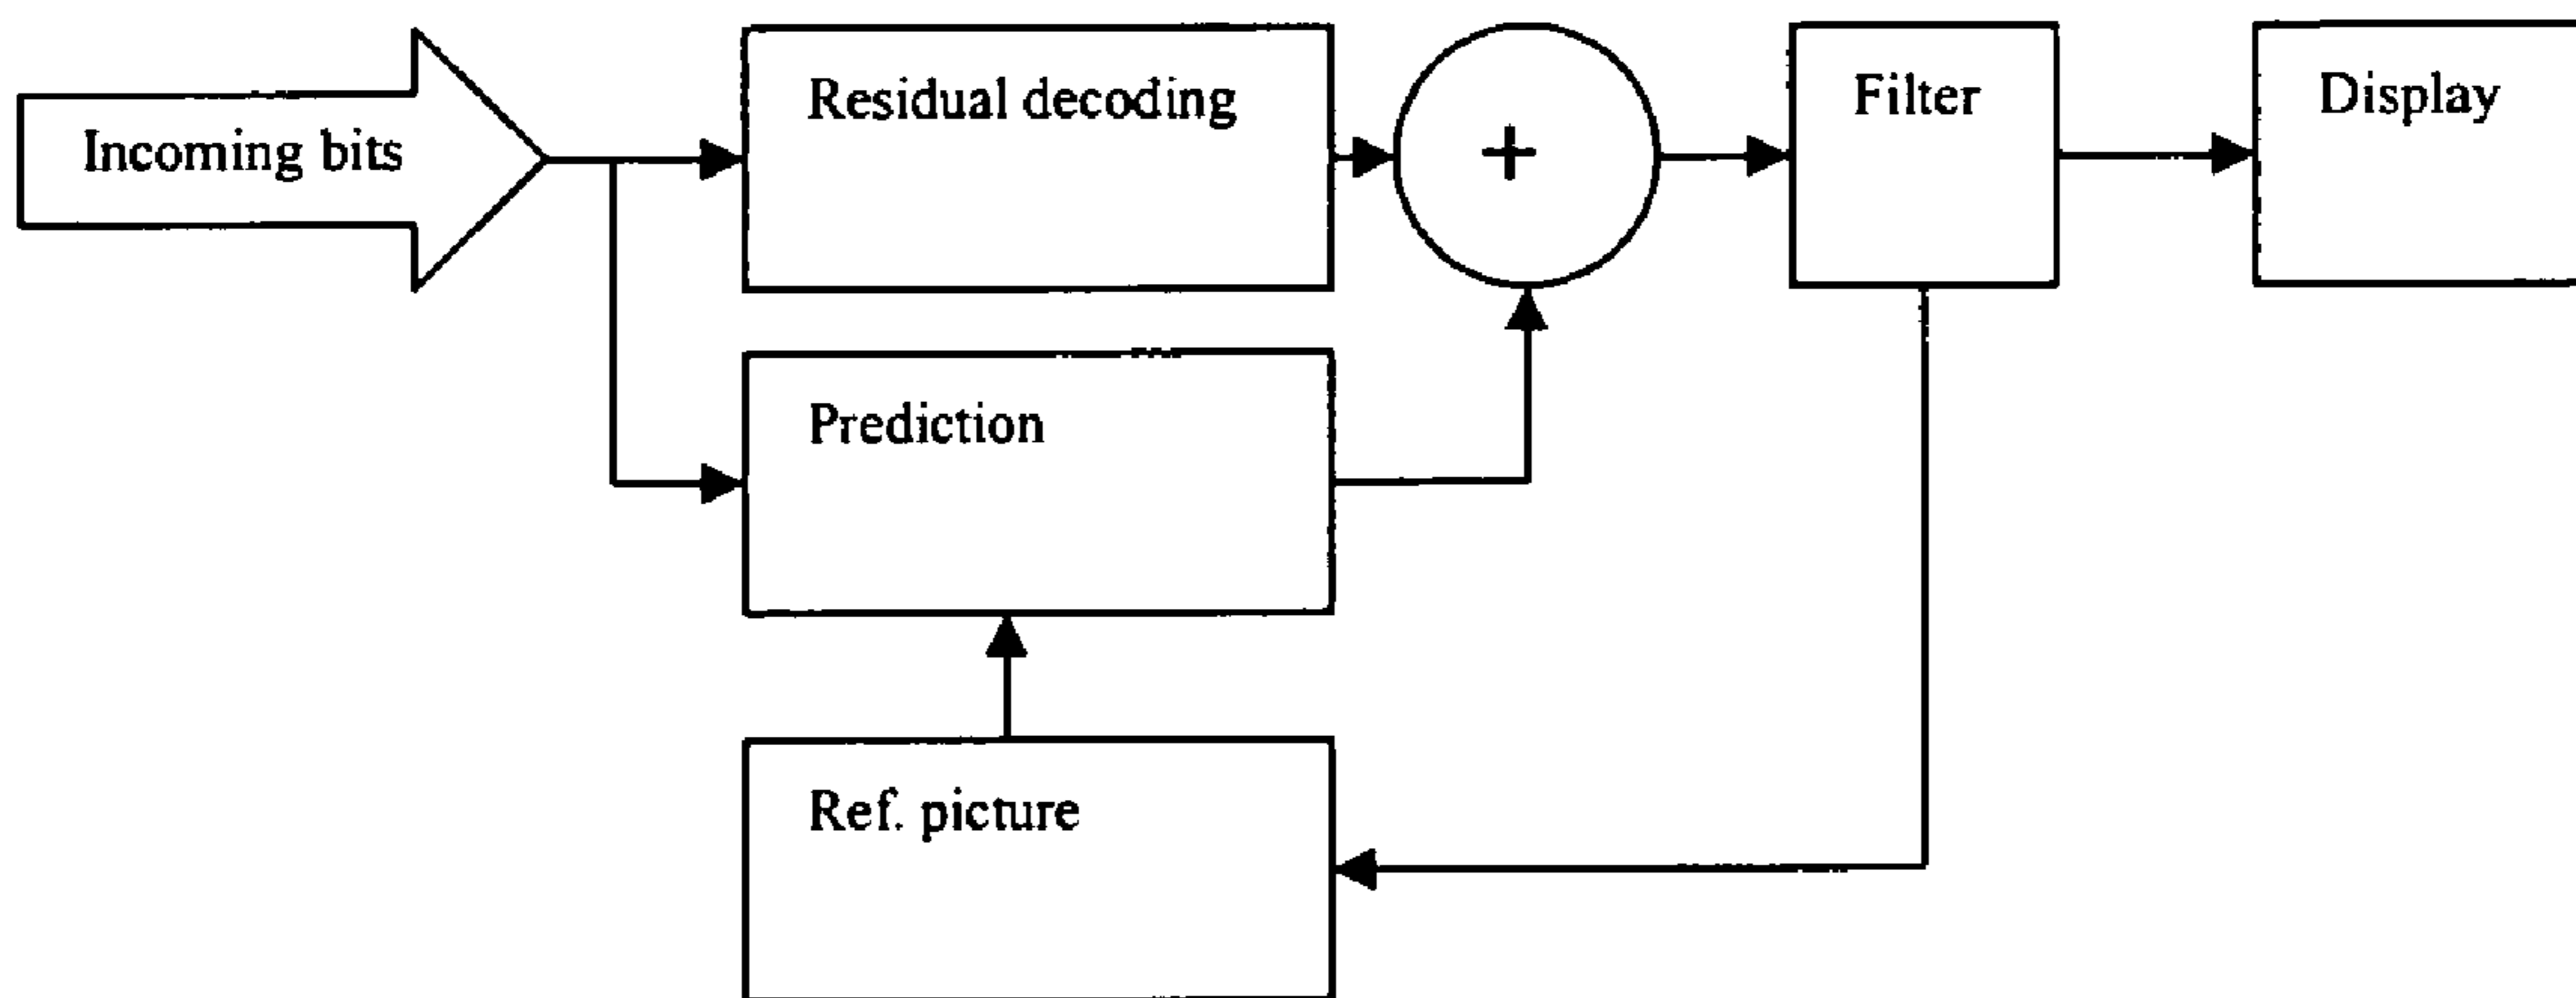 Incoming bits
Residual decoding
+
Filter
Display
Prediction
Ref. picture